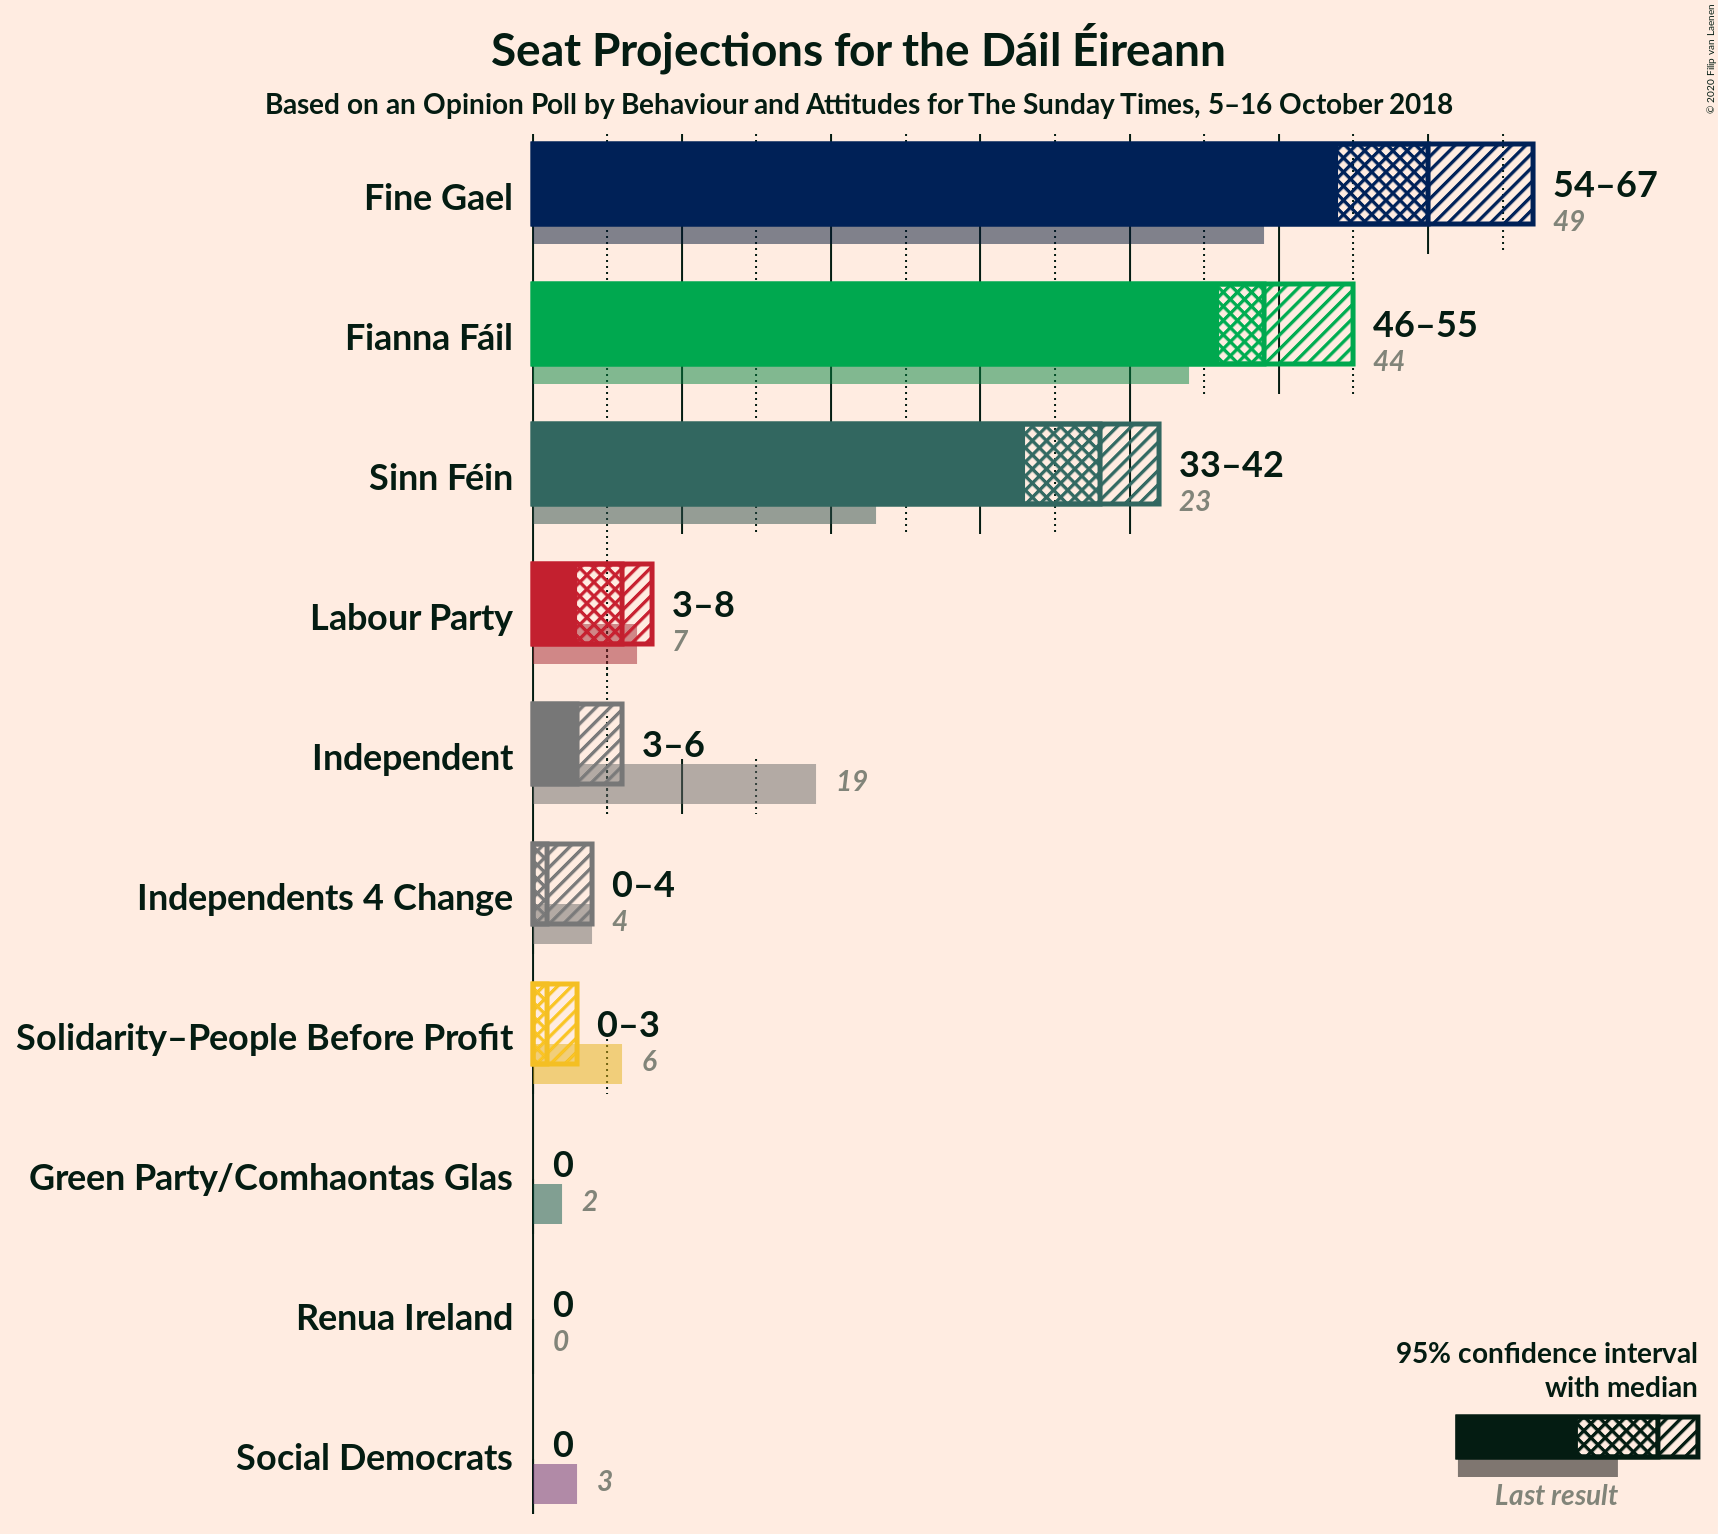 Seat Projections for the Dáil Éireann
Based on an Opinion Poll by Behaviour and Attitudes for The Sunday Times, 5–16 October 2018
© 2020 Filip van Laenen
Fine Gael
54–67
49
Fianna Fáil
46–55
44
Sinn Féin
33–42
23
Labour Party
3–8
7
Independent
3–6
19
Independents 4 Change
0–4
4
Solidarity–People Before Profit
0–3
6
Green Party/Comhaontas Glas
0
2
Renua Ireland
0
0
Social Democrats
0
3
95% confidence interval
with median
Last result